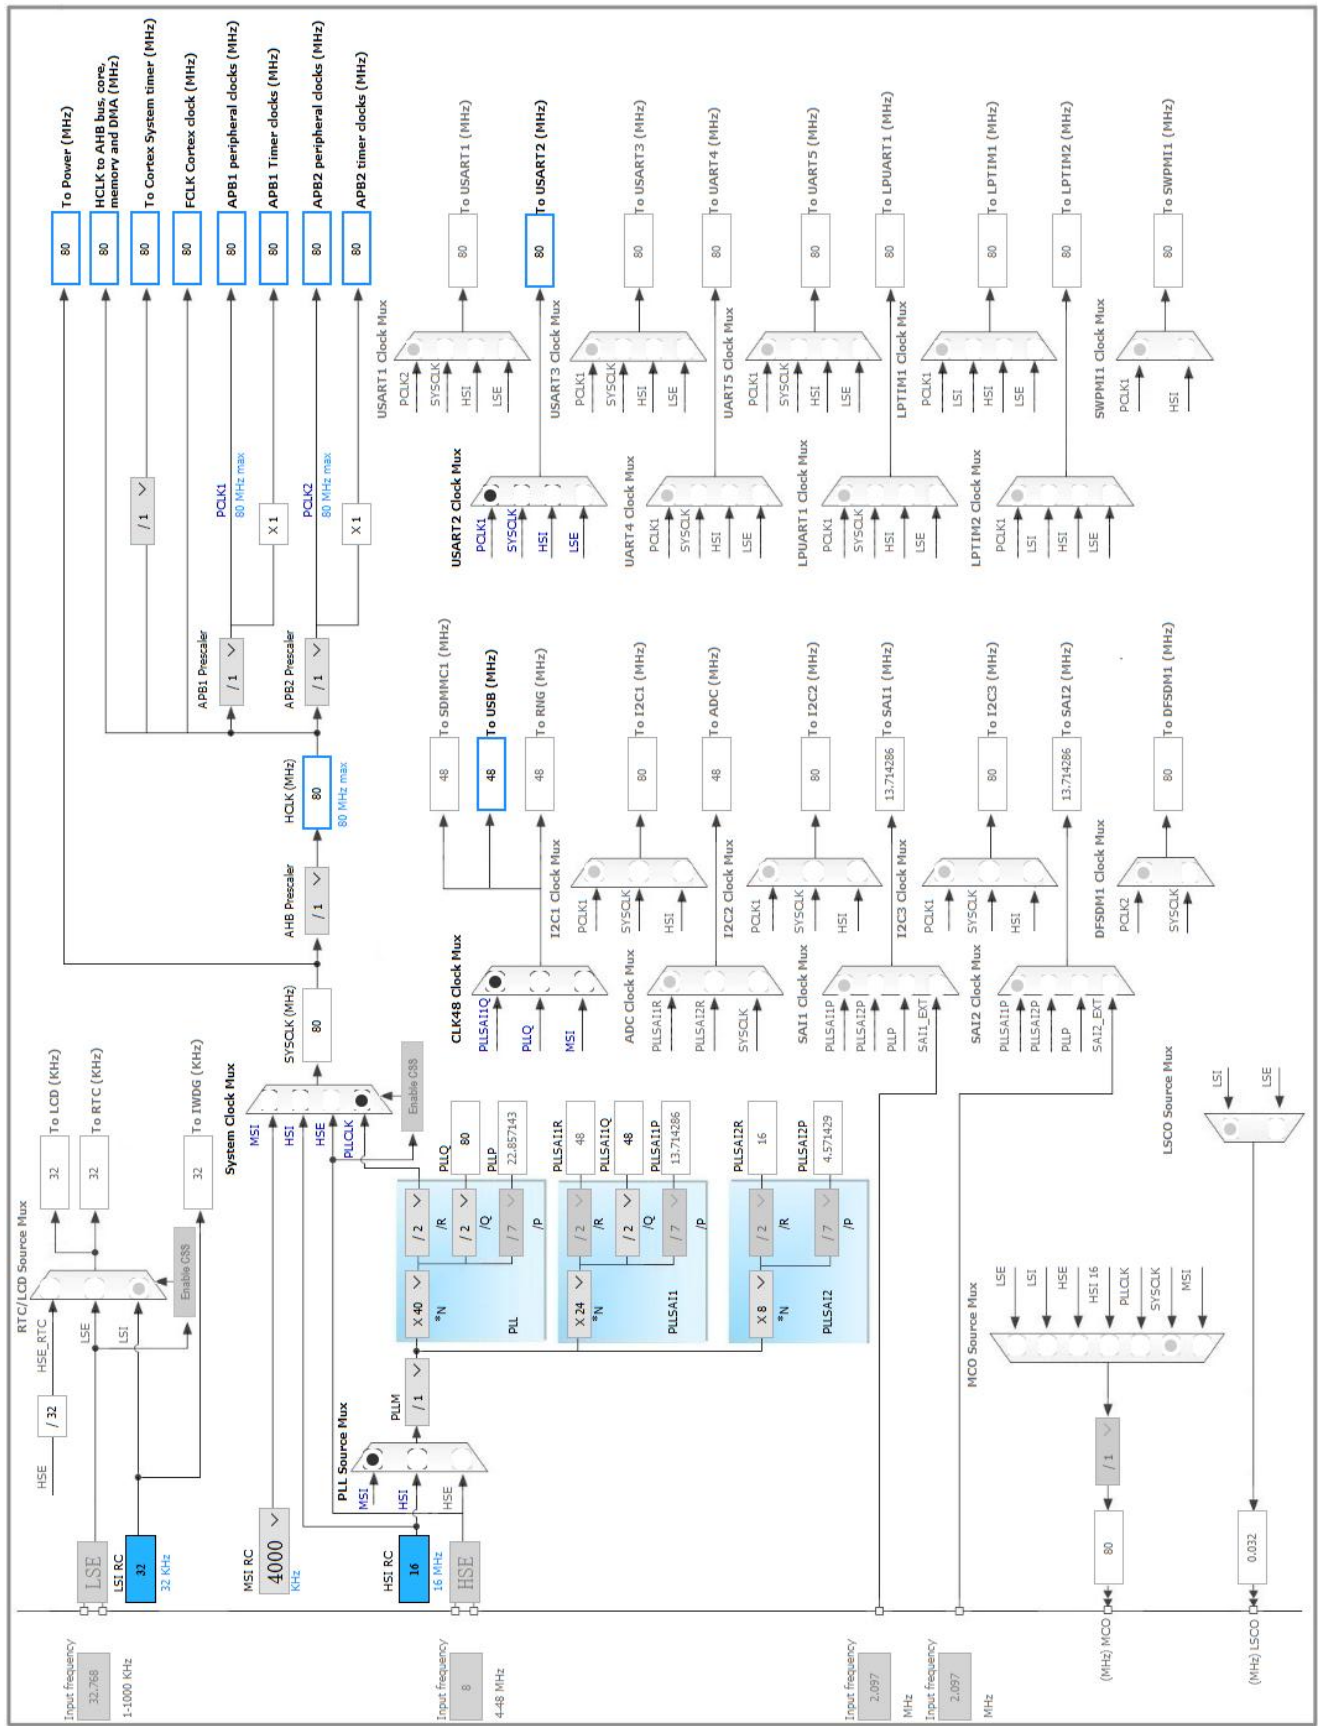 Input frequency
32.768
1-1000 KHz
LSE
LSI RC
32
32 KHz
HSE
/ 32
HSE_RTC
LSE
LSI
RTC/LCD Source Mux
Enable CSS
32
To LCD (KHz)
32
To RTC (KHz)
32
To IWDG (KHz)
MSI RC
4000
KHz
HSI RC
16
16 MHz
HSE
Input frequency
8
4-48 MHz
PLL Source Mux
MSI
HSI
HSE
PLLM
/ 1
X 40
*N
PLL
/ 2
/R
/ 2
/Q
/ 7
/P
PLLQ
80
PLLP
22.857143
X 24
*N
PLLSAI1
/ 2
/R
/ 2
/Q
/ 7
/P
PLLSAI1R
48
PLLSAI1Q
48
PLLSAI1P
13.714286
X 8
*N
PLLSAI2
/ 2
/R
/ 7
/P
PLLSAI2R
16
PLLSAI2P
4.571429
System Clock Mux
MSI
HSI
HSE
PLLCLK
Enable CSS
SYSCLK (MHz)
80
AHB Prescaler
/ 1
HCLK (MHz)
80
80 MHz max
APB1 Prescaler
/ 1
APB2 Prescaler
/ 1
/ 1
PCLK1
80 MHz max
X 1
PCLK2
80 MHz max
X 1
80
To Power (MHz)
80
HCLK to AHB bus, core,
memory and DMA (MHz)
80
To Cortex System timer (MHz)
80
FCLK Cortex clock (MHz)
80
APB1 peripheral clocks (MHz)
80
APB1 Timer clocks (MHz)
80
APB2 peripheral clocks (MHz)
80
APB2 timer clocks (MHz)
CLK48 Clock Mux
PLLSAI1Q
PLLQ
MSI
48
To SDMMC1 (MHz)
48
To USB (MHz)
48
To RNG (MHz)
I2C1 Clock Mux
PCLK1
SYSCLK
HSI
80
To I2C1 (MHz)
ADC Clock Mux
PLLSAI1R
PLLSAI2R
SYSCLK
48
To ADC (MHz)
I2C2 Clock Mux
PCLK1
SYSCLK
HSI
80
To I2C2 (MHz)
SAI1 Clock Mux
PLLSAI1P
PLLSAI2P
PLLP
SAI1_EXT
13.714286
To SAI1 (MHz)
I2C3 Clock Mux
PCLK1
SYSCLK
HSI
80
To I2C3 (MHz)
SAI2 Clock Mux
PLLSAI1P
PLLSAI2P
PLLP
SAI2_EXT
13.714286
To SAI2 (MHz)
DFSDM1 Clock Mux
PCLK2
SYSCLK
80
To DFSDM1 (MHz)
USART1 Clock Mux
PCLK2
SYSCLK
HSI
LSE
80
To USART1 (MHz)
USART2 Clock Mux
PCLK1
SYSCLK
HSI
LSE
80
To USART2 (MHz)
USART3 Clock Mux
PCLK1
SYSCLK
HSI
LSE
80
To USART3 (MHz)
UART4 Clock Mux
PCLK1
SYSCLK
HSI
LSE
80
To UART4 (MHz)
UART5 Clock Mux
PCLK1
SYSCLK
HSI
LSE
80
To UART5 (MHz)
LPUART1 Clock Mux
PCLK1
SYSCLK
HSI
LSE
80
To LPUART1 (MHz)
LPTIM1 Clock Mux
PCLK1
LSI
HSI
LSE
80
To LPTIM1 (MHz)
LPTIM2 Clock Mux
PCLK1
LSI
HSI
LSE
80
To LPTIM2 (MHz)
SWPMI1 Clock Mux
PCLK1
HSI
80
To SWPMI1 (MHz)
Input frequency
2.097
MHz
Input frequency
2.097
MHz
MCO Source Mux
LSE
LSI
HSE
HSI 16
PLLCLK
SYSCLK
MSI
/ 1
80
(MHz) MCO
LSCO Source Mux
LSI
LSE
0.032
(MHz) LSCO